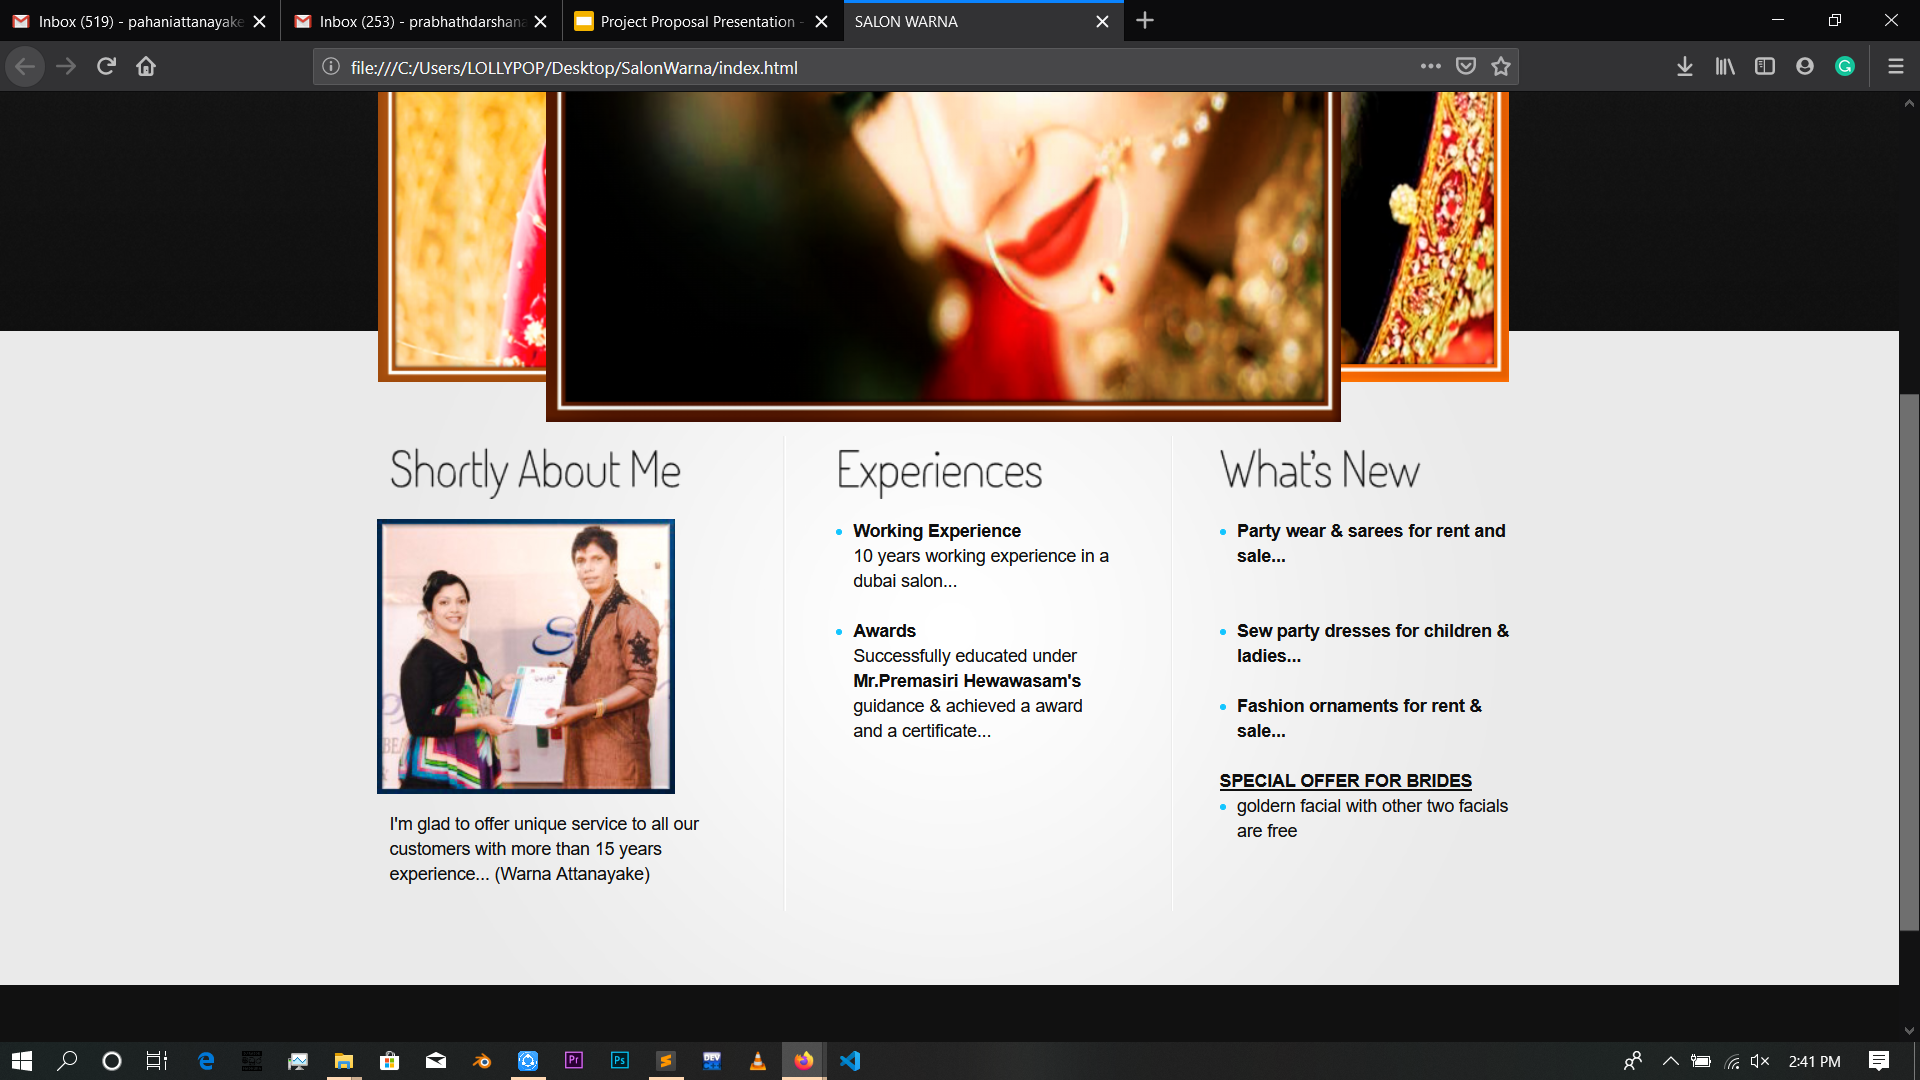 Inbox (519) - pahaniattanayake
Inbox (253) - prabhathdarshana
Project Proposal Presentation -
SALON WARNA
file:///C:/Users/LOLLYPOP/Desktop/SalonWarna/index.html
Shortly About Me
I'm glad to offer unique service to all our
customers with more than 15 years
experience... (Warna Attanayake)
Experiences
Working Experience
10 years working experience in a
dubai salon...
Awards
Successfully educated under
Mr.Premasiri Hewawasam's
guidance & achieved a award
and a certificate...
What's New
Party wear & sarees for rent and
sale...
Sew party dresses for children &
ladies...
Fashion ornaments for rent &
sale...
SPECIAL OFFER FOR BRIDES
goldern facial with other two facials
are free
Pr
Ps
DEV
2:41 PM